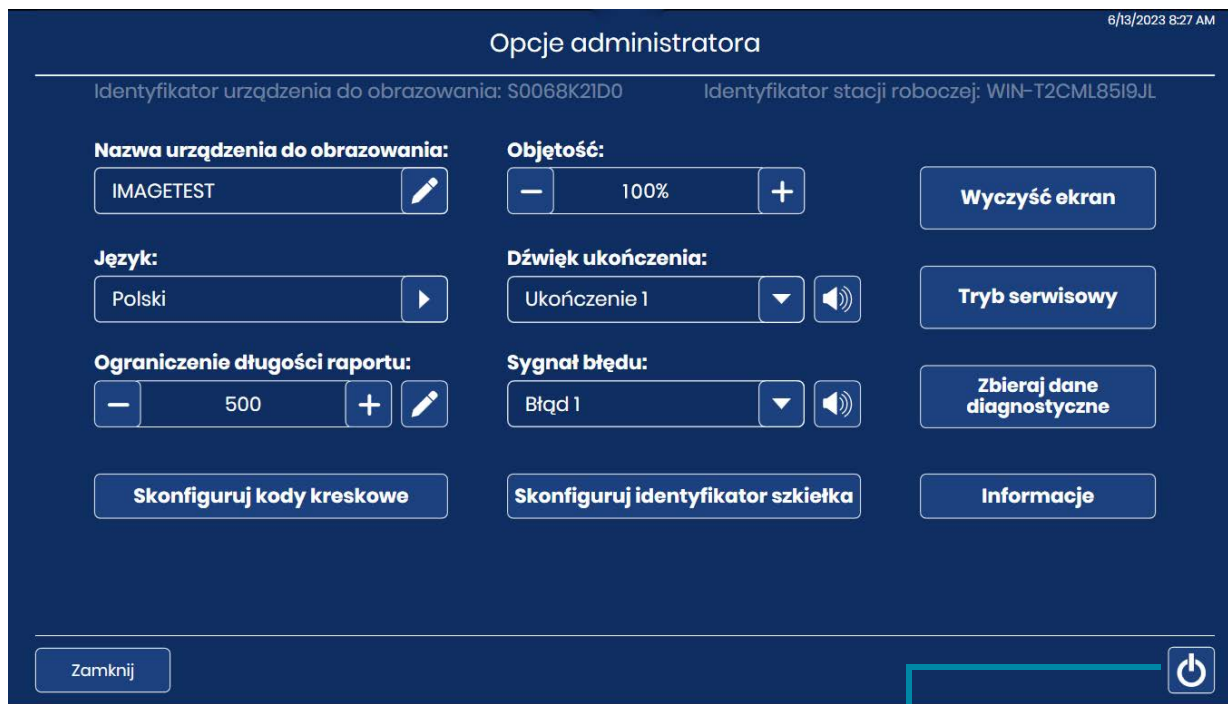 6/13/2023 8:27 AM
Opcje administratora
Identyfikator urządzenia do obrazowania: S0068K21D0
Identyfikator stacji roboczej: WIN-T2CML85I9JL
Nazwa urządzenia do obrazowania:
IMAGETEST
Objętość:
100%
Wyczyść ekran
Język:
Polski
Dźwięk ukończenia:
Ukończenie 1
Tryb serwisowy
Ograniczenie długości raportu:
500
Sygnał błędu:
Błąd 1
Zbieraj dane
diagnostyczne
Skonfiguruj kody kreskowe
Skonfiguruj identyfikator szkiełka
Informacje
Zamknij